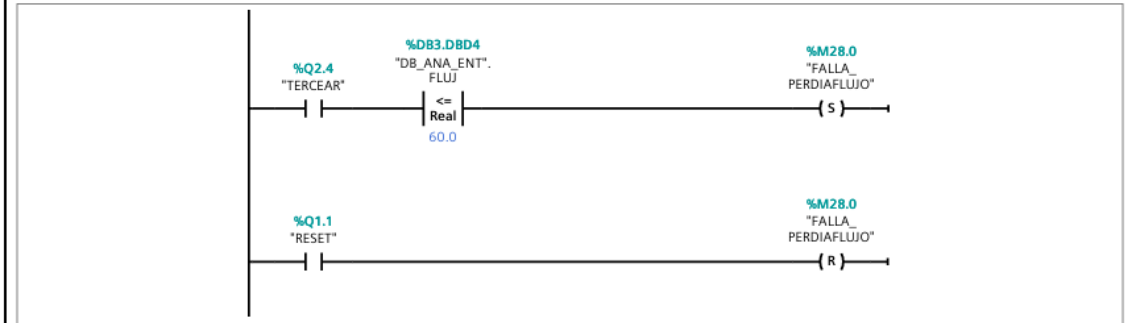 %Q2.4
"TERCEAR"
%DB3.DBD4
"DB_ANA_ENT".
FLUJ
<=
Real
60.0
%M28.0
"FALLA_
PERDIAFLUJO"
S
%Q1.1
"RESET"
%M28.0
"FALLA_
PERDIAFLUJO"
R